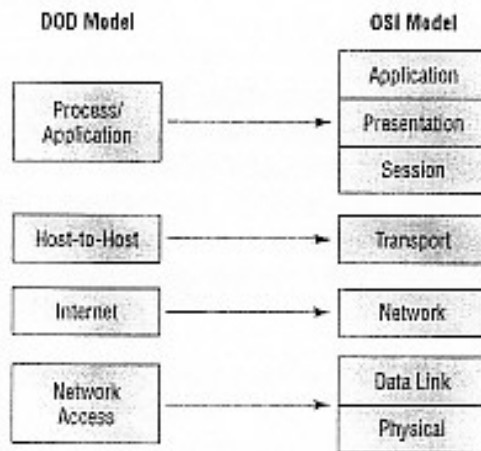 DOD Model
OSI Model
Process/
Application
Application
Presentation
Session
Host-to-Host
Transport
Internet
Network
Network
Access
Data Link
Physical